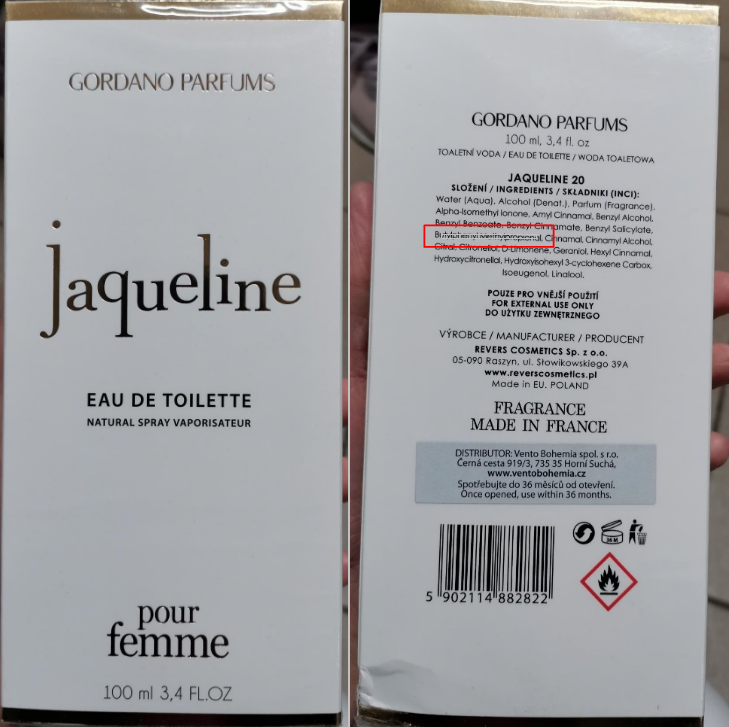 GORDANO PARFUMS
jaqueline
EAU DE TOILETTE
NATURAL SPRAY VAPORISATEUR
pour
femme
100 ml 3,4 FL.OZ
GORDANO PARFUMS
100 ml, 3,4 fl. oz
TOALETNÍ VODA / EAU DE TOILETTE / WODA TOALETOWA
JAQUELINE 20
SLOŽENÍ / INGREDIENTS / SKŁADNIKI (INCI):
Water (Aqua), Alcohol (Denat.), Parfum (Fragrance),
Alpha-Isomethyl Ionone, Amyl Cinnamal, Benzyl Alcohol,
Benzyl Benzoate, Benzyl Cinnamate, Benzyl Salicylate,
Cinnamal, Cinnamyl Alcohol,
Citral, Citronellol, D-Limonene, Geraniol, Hexyl Cinnamal,
Hydroxycitronellal, Hydroxyisohexyl 3-cyclohexene Carbox,
Isoeugenol, Linalool.
POUZE PRO VNĚJŠÍ POUŽITÍ
FOR EXTERNAL USE ONLY
DO UŻYTKU ZEWNĘTRZNEGO
VÝROBCE / MANUFACTURER / PRODUCENT
REVERS COSMETICS Sp. z o.o.
05-090 Raszyn, ul. Słowikowskiego 39A
www.reverscosmetics.pl
Made in EU. POLAND
FRAGRANCE
MADE IN FRANCE
DISTRIBUTOR: Vento Bohemia spol. s r.o.
Černá cesta 919/3, 735 35 Horní Suchá,
www.ventobohemia.cz
Spotřebujte do 36 měsíců od otevření.
Once opened, use within 36 months.
36 M
5 902114 882822